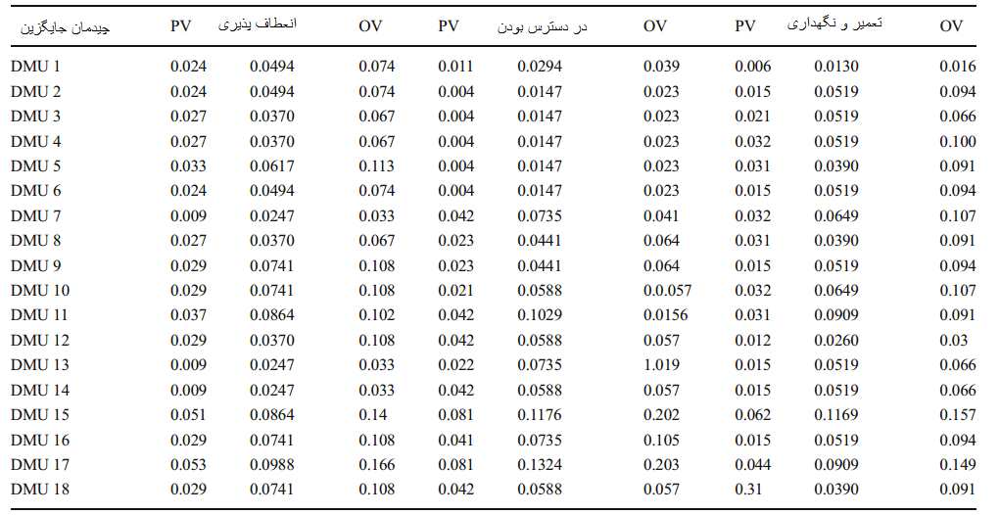 چیدمان جایگزین PV انعطاف پذیری OV PV در دسترس بودن OV PV تعمیر و نگهداری OV
DMU 1 0.024 0.0494 0.074 0.011 0.0294 0.039 0.006 0.0130 0.016
DMU 2 0.024 0.0494 0.074 0.004 0.0147 0.023 0.015 0.0519 0.094
DMU 3 0.027 0.0370 0.067 0.004 0.0147 0.023 0.021 0.0519 0.066
DMU 4 0.027 0.0370 0.067 0.004 0.0147 0.023 0.032 0.0519 0.100
DMU 5 0.033 0.0617 0.113 0.004 0.0147 0.023 0.031 0.0390 0.091
DMU 6 0.024 0.0494 0.074 0.004 0.0147 0.023 0.015 0.0519 0.094
DMU 7 0.009 0.0247 0.033 0.042 0.0735 0.041 0.032 0.0649 0.107
DMU 8 0.027 0.0370 0.067 0.023 0.0441 0.064 0.031 0.0390 0.091
DMU 9 0.029 0.0741 0.108 0.023 0.0441 0.064 0.015 0.0519 0.094
DMU 10 0.029 0.0741 0.108 0.021 0.0588 0.0.057 0.032 0.0649 0.107
DMU 11 0.037 0.0864 0.102 0.042 0.1029 0.0156 0.031 0.0909 0.091
DMU 12 0.029 0.0370 0.108 0.042 0.0588 0.057 0.012 0.0260 0.03
DMU 13 0.009 0.0247 0.033 0.022 0.0735 1.019 0.015 0.0519 0.066
DMU 14 0.009 0.0247 0.033 0.042 0.0588 0.057 0.015 0.0519 0.066
DMU 15 0.051 0.0864 0.14 0.081 0.1176 0.202 0.062 0.1169 0.157
DMU 16 0.029 0.0741 0.108 0.041 0.0735 0.105 0.015 0.0519 0.094
DMU 17 0.053 0.0988 0.166 0.081 0.1324 0.203 0.044 0.0909 0.149
DMU 18 0.029 0.0741 0.108 0.042 0.0588 0.057 0.31 0.0390 0.091